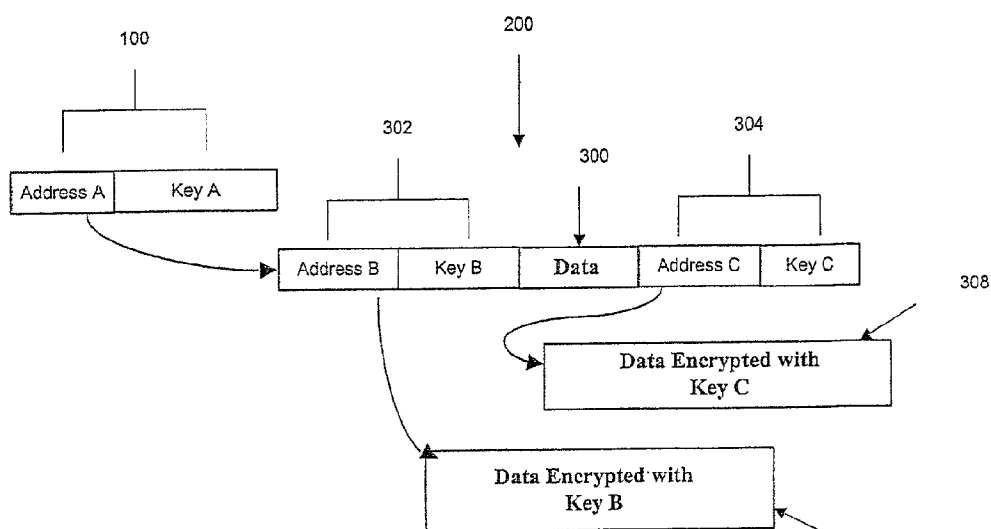 200
100
302
304
300
Address A Key A
Address B Key B Data Address C Key C
308
Data Encrypted with
Key C
Data Encrypted with
Key B